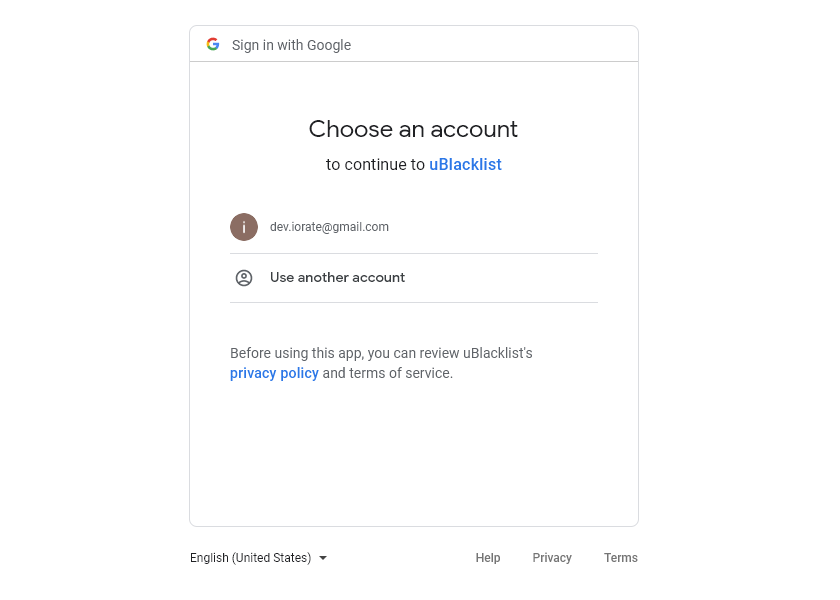 Sign in with Google
Choose an account
to continue to uBlacklist
i
dev.iorate@gmail.com
Use another account
Before using this app, you can review uBlacklist's
privacy policy and terms of service.
English (United States)
Help
Privacy
Terms